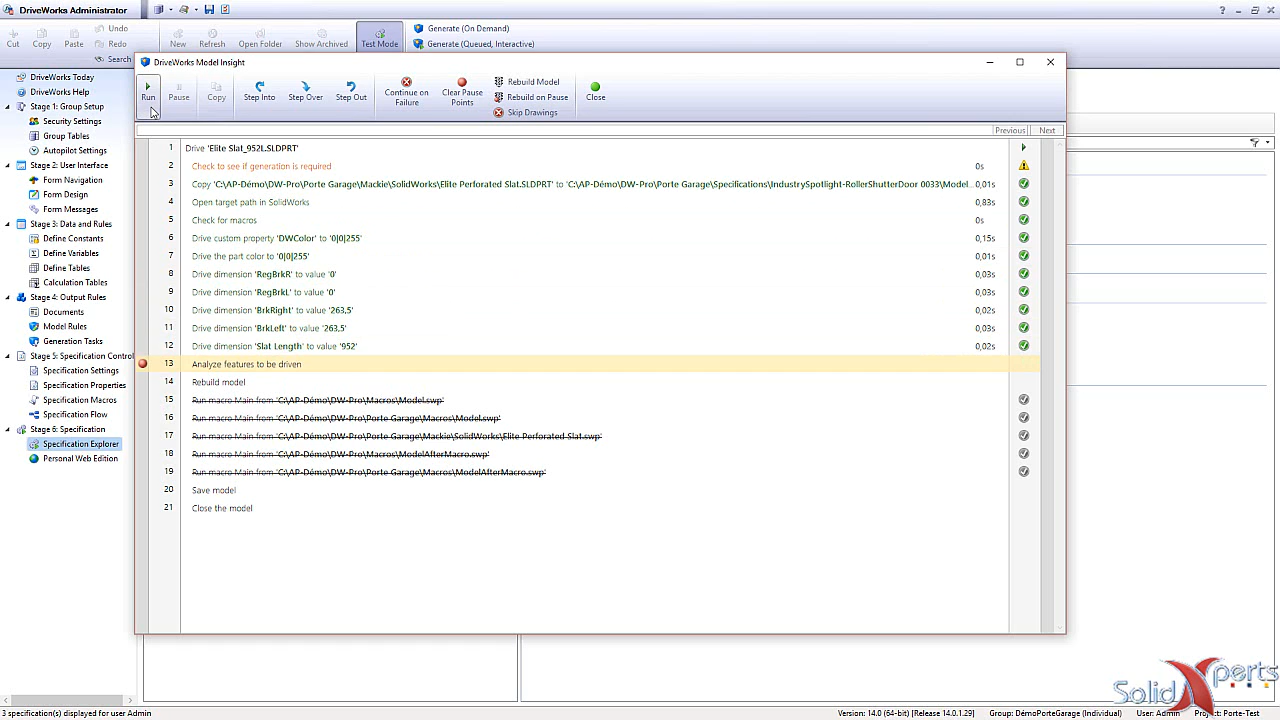 DriveWorks Administrator
Cut
Copy
Paste
Undo
Redo
Search
New
Refresh
Open Folder
Show Archived
Test Mode
Generate (On Demand)
Generate (Queued, Interactive)
DriveWorks Today
DriveWorks Help
Stage 1: Group Setup
Security Settings
Group Tables
Autopilot Settings
Stage 2: User Interface
Form Navigation
Form Design
Form Messages
Stage 3: Data and Rules
Define Constants
Define Variables
Define Tables
Calculation Tables
Stage 4: Output Rules
Documents
Model Rules
Generation Tasks
Stage 5: Specification Control
Specification Settings
Specification Properties
Specification Macros
Specification Flow
Stage 6: Specification
Specification Explorer
Personal Web Edition
DriveWorks Model Insight
Run
Pause
Copy
Step Into
Step Over
Step Out
Continue on Failure
Clear Pause Points
Rebuild Model
Rebuild on Pause
Skip Drawings
Close
Previous
Next
1 Drive 'Elite Slat_952L.SLDPRT'
2 Check to see if generation is required 0s
3 Copy 'C:\AP-Démo\DW-Pro\Porte Garage\Mackie\SolidWorks\Elite Perforated Slat.SLDPRT' to 'C:\AP-Démo\DW-Pro\Porte Garage\Specifications\IndustrySpotlight-RollerShutterDoor 0033\Model... 0,01s
4 Open target path in SolidWorks 0,83s
5 Check for macros 0s
6 Drive custom property 'DWColor' to '0|0|255' 0,15s
7 Drive the part color to '0|0|255' 0,01s
8 Drive dimension 'RegBrkR' to value '0' 0,03s
9 Drive dimension 'RegBrkL' to value '0' 0,03s
10 Drive dimension 'BrkRight' to value '263,5' 0,02s
11 Drive dimension 'BrkLeft' to value '263,5' 0,03s
12 Drive dimension 'Slat Length' to value '952' 0,02s
13 Analyze features to be driven
14 Rebuild model
15 Run macro Main from 'C:\AP-Démo\DW-Pro\Macros\Model.swp'
16 Run macro Main from 'C:\AP-Démo\DW-Pro\Porte Garage\Macros\Model.swp'
17 Run macro Main from 'C:\AP-Démo\DW-Pro\Porte Garage\Mackie\SolidWorks\Elite Perforated Slat.swp'
18 Run macro Main from 'C:\AP-Démo\DW-Pro\Macros\ModelAfterMacro.swp'
19 Run macro Main from 'C:\AP-Démo\DW-Pro\Porte Garage\Macros\ModelAfterMacro.swp'
20 Save model
21 Close the model
SolidXperts
3 specification(s) displayed for user Admin
Version: 14.0 (64-bit) [Release 14.0.1.29]
Group: DémoPorteGarage (Individual)
User: Admin
Project: Porte-Test